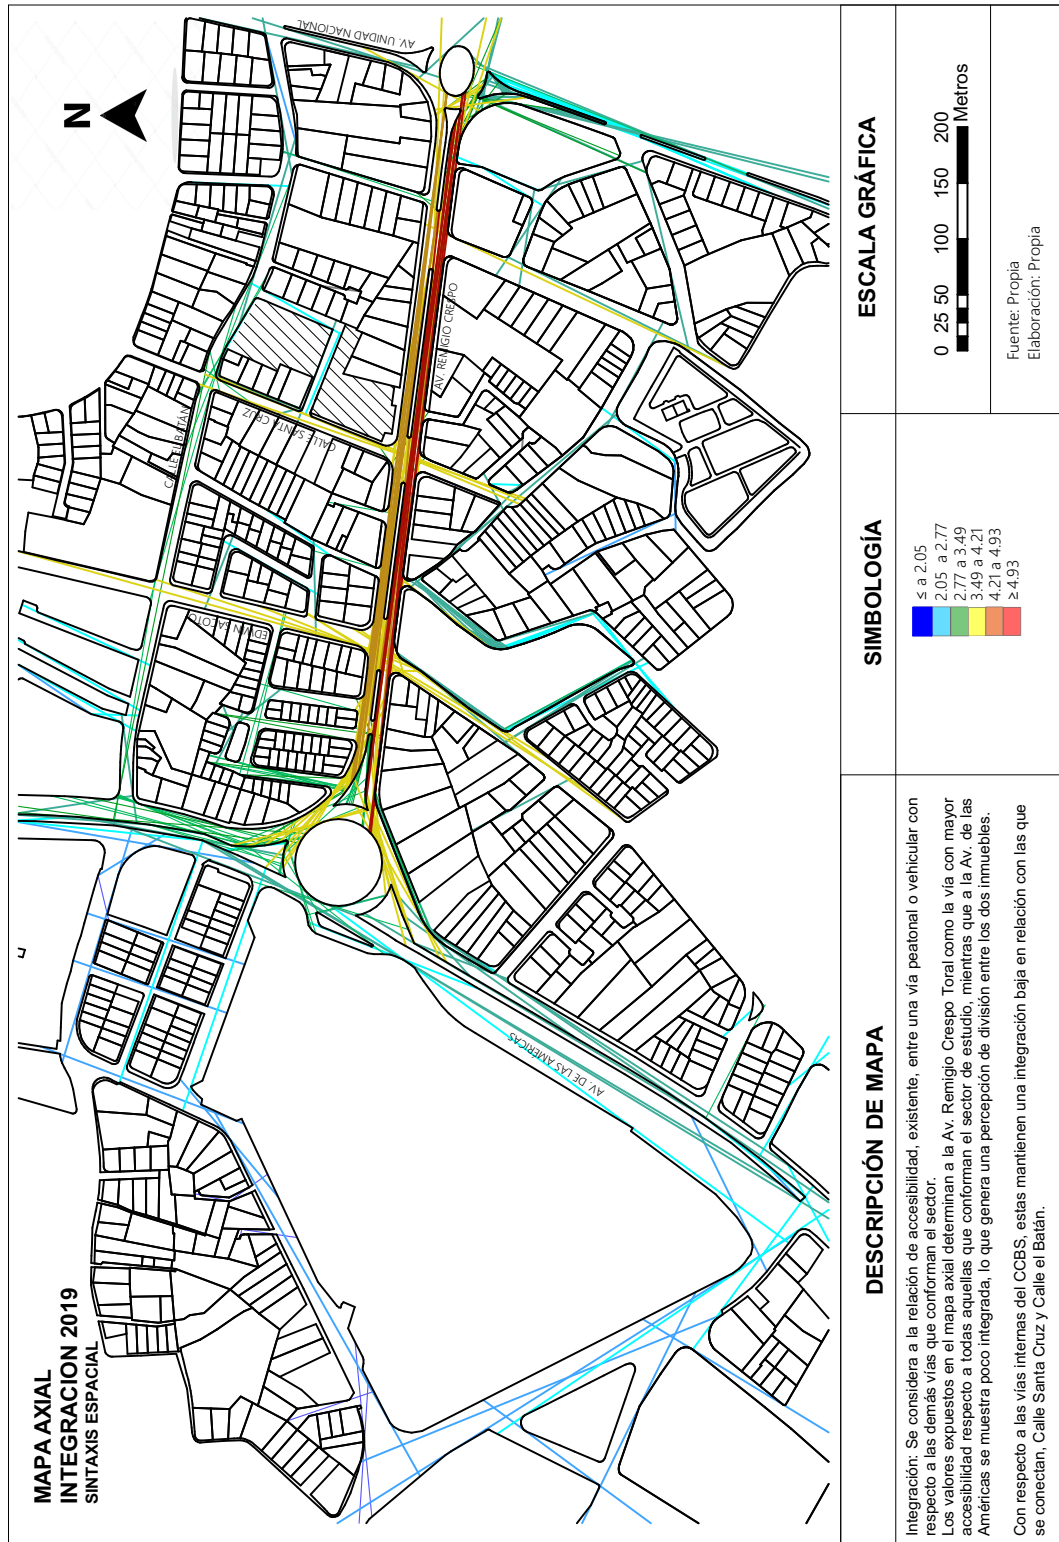 MAPA AXIAL
INTEGRACION 2019
SINTAXIS ESPACIAL
N
AV. UNIDAD NACIONAL
CALLE EL BATÁN
CALLE SANTA CRUZ
AV. REMIGIO CRESPO
EDWIN SACOTO
AV. DE LAS AMÉRICAS
DESCRIPCIÓN DE MAPA
Integración: Se considera a la relación de accesibilidad, existente, entre una vía peatonal o vehicular con
respecto a las demás vías que conforman el sector.
Los valores expuestos en el mapa axial determinan a la Av. Remigio Crespo Toral como la vía con mayor
accesibilidad respecto a todas aquellas que conforman el sector de estudio, mientras que a la Av. de las
Américas se muestra poco integrada, lo que genera una percepción de división entre los dos inmuebles.
Con respecto a las vías internas del CCBS, estas mantienen una integración baja en relación con las que
se conectan, Calle Santa Cruz y Calle el Batán.
SIMBOLOGÍA
≤ a 2.05
2.05 a 2.77
2.77 a 3.49
3.49 a 4.21
4.21 a 4.93
≥ 4.93
ESCALA GRÁFICA
0 25 50 100 150 200
Metros
Fuente: Propia
Elaboración: Propia